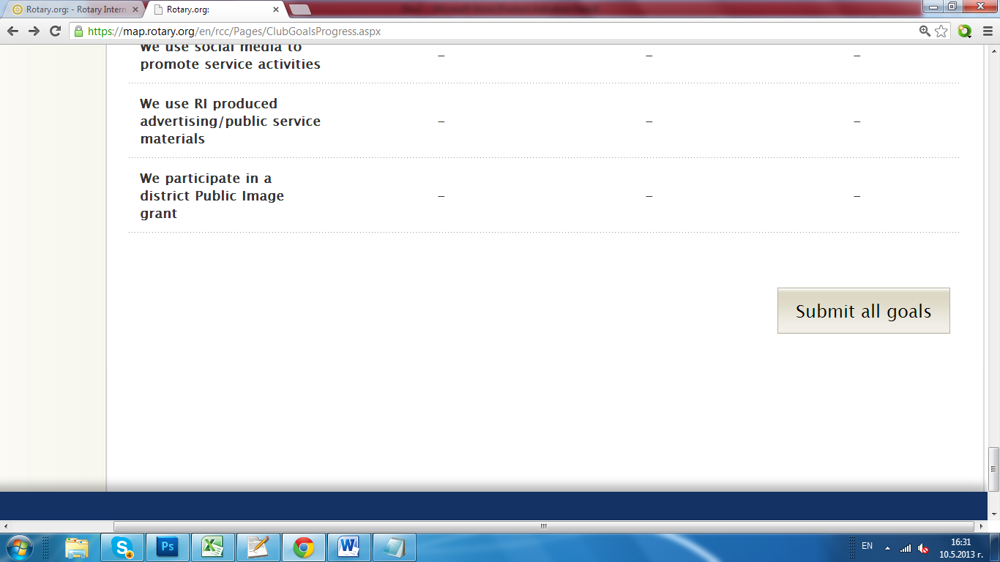 Rotary.org: - Rotary Intern
Rotary.org:
https://map.rotary.org/en/rcc/Pages/ClubGoalsProgress.aspx
We use social media to
promote service activities
– – –
We use RI produced
advertising/public service
materials
– – –
We participate in a
district Public Image
grant
– – –
Submit all goals
4
Ps
EN
16:31
10.5.2013 г.